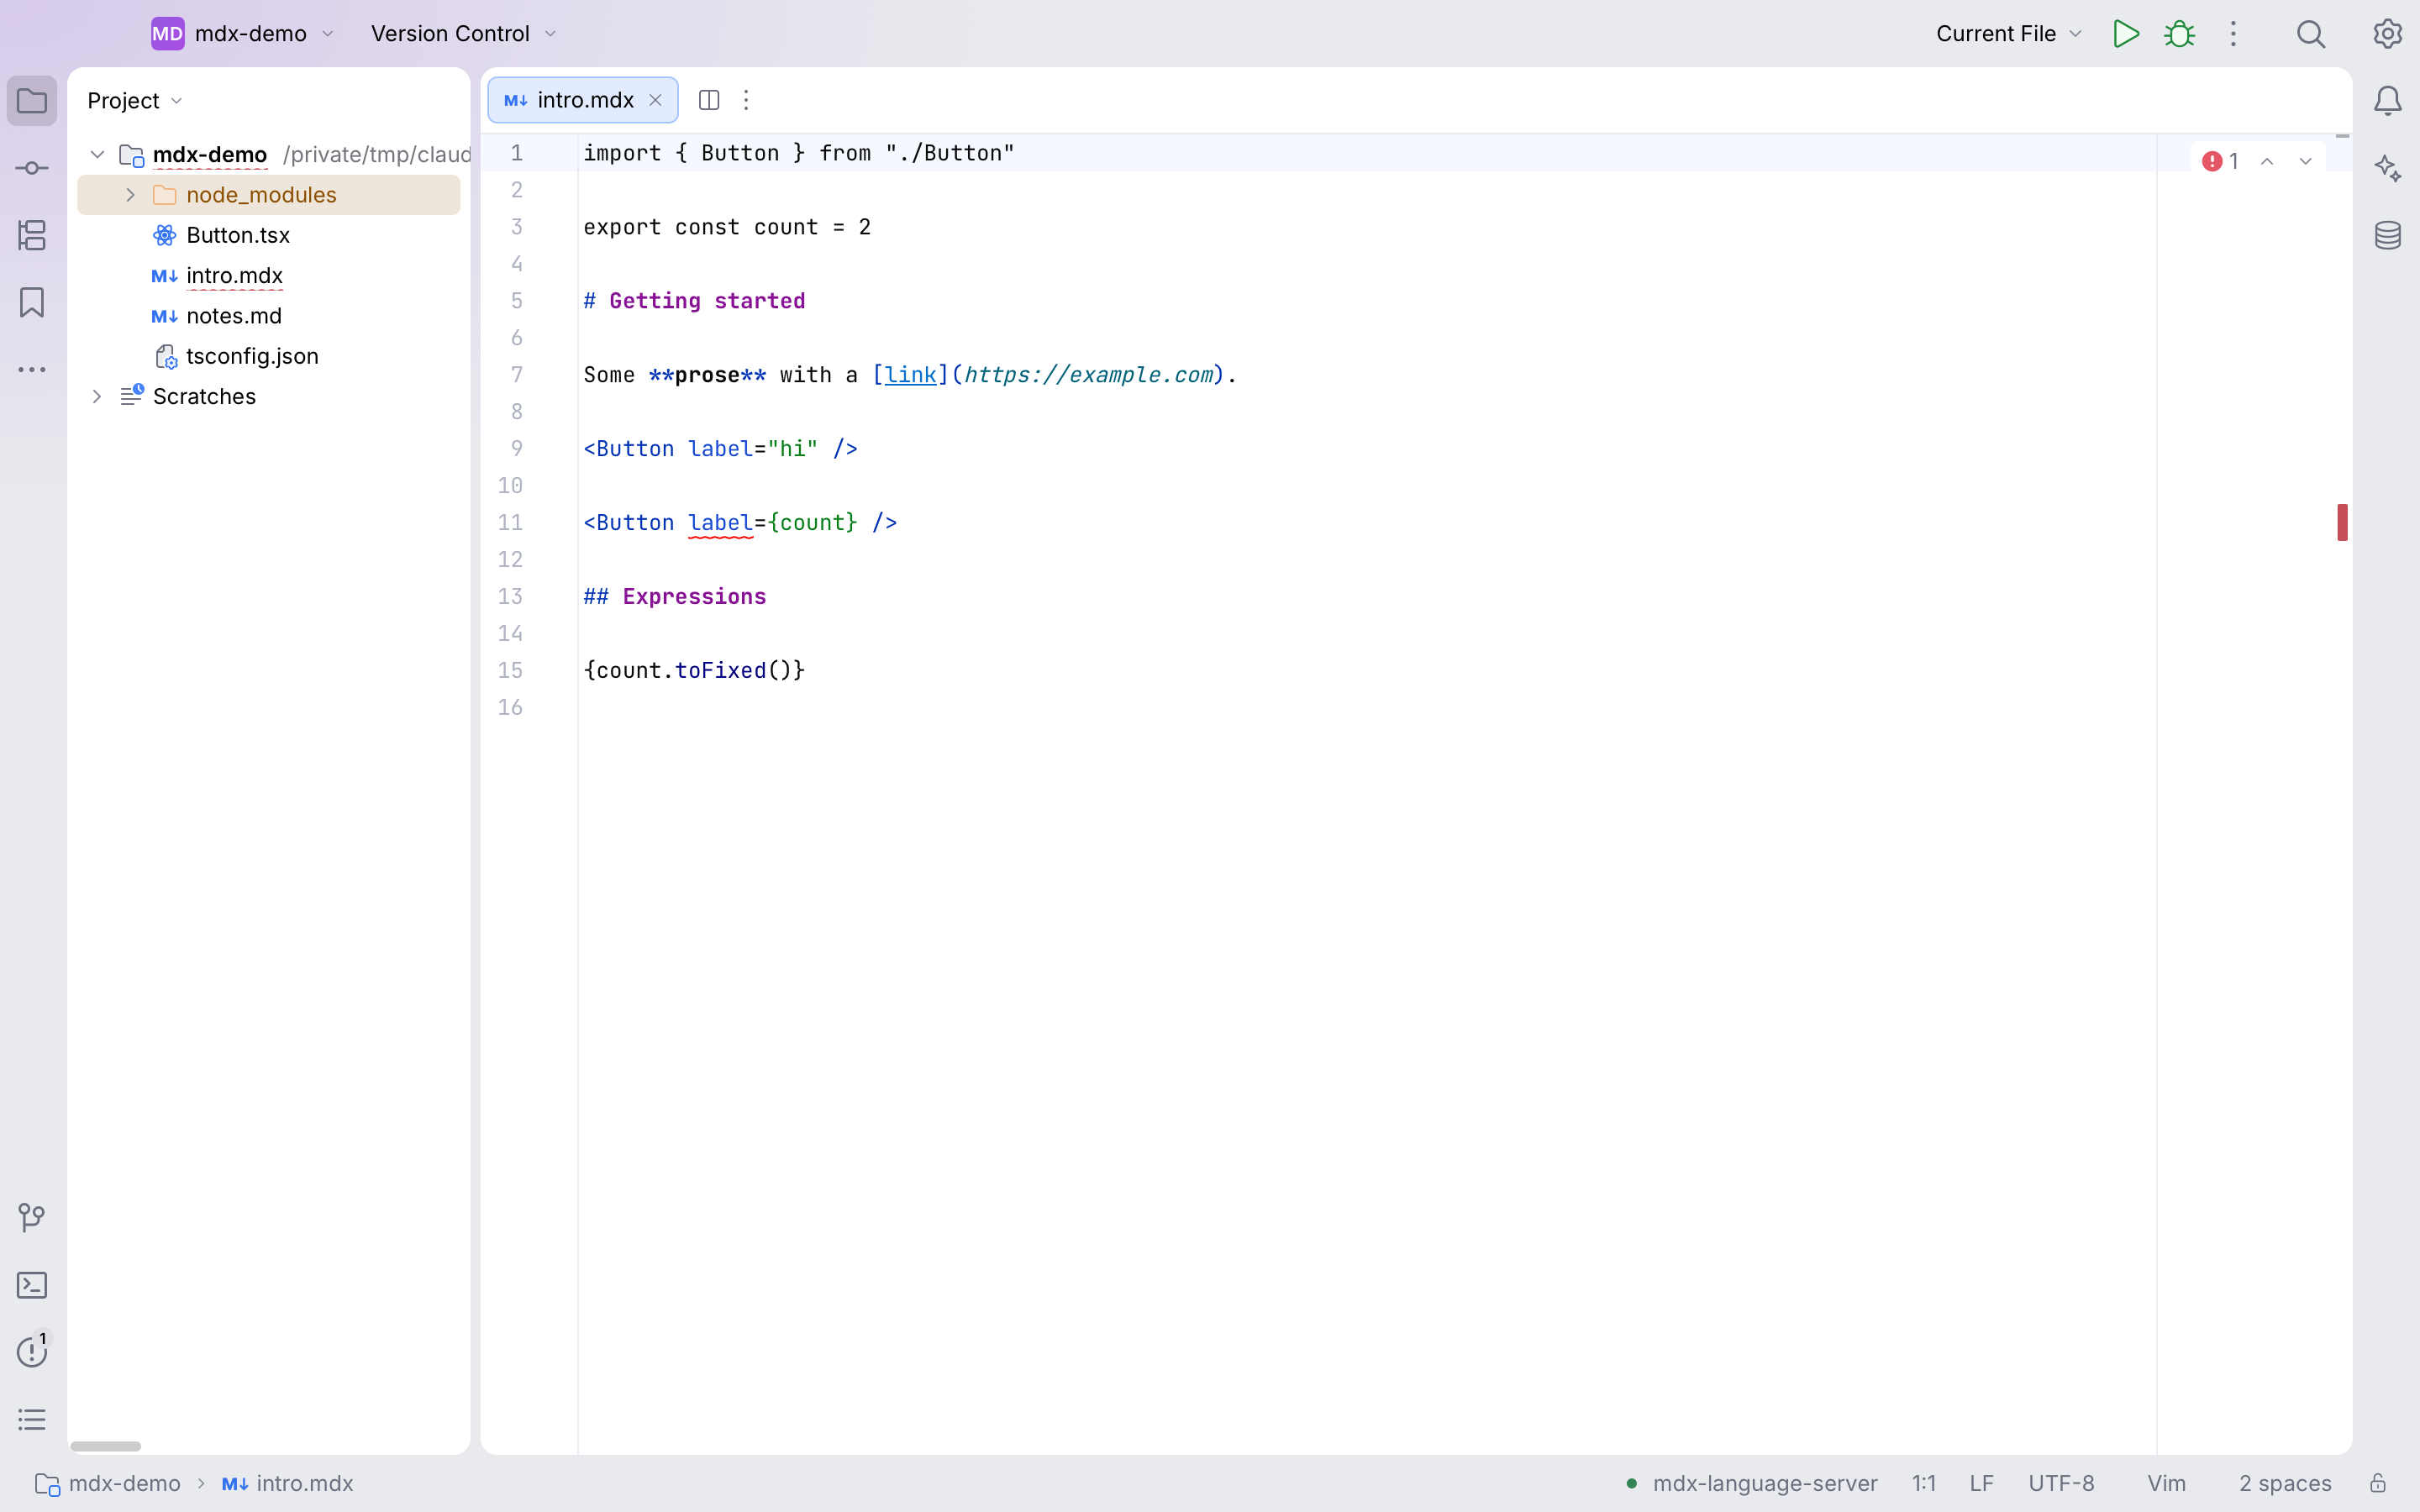 MD mdx-demo Version Control Current File
Project
mdx-demo /private/tmp/claud
node_modules
Button.tsx
M↓ intro.mdx
M↓ notes.md
tsconfig.json
Scratches
M↓ intro.mdx
1 import { Button } from "./Button"
2
3 export const count = 2
4
5 # Getting started
6
7 Some **prose** with a [link](https://example.com).
8
9 <Button label="hi" />
10
11 <Button label={count} />
12
13 ## Expressions
14
15 {count.toFixed()}
16
1
1
mdx-demo › M↓ intro.mdx
mdx-language-server 1:1 LF UTF-8 Vim 2 spaces